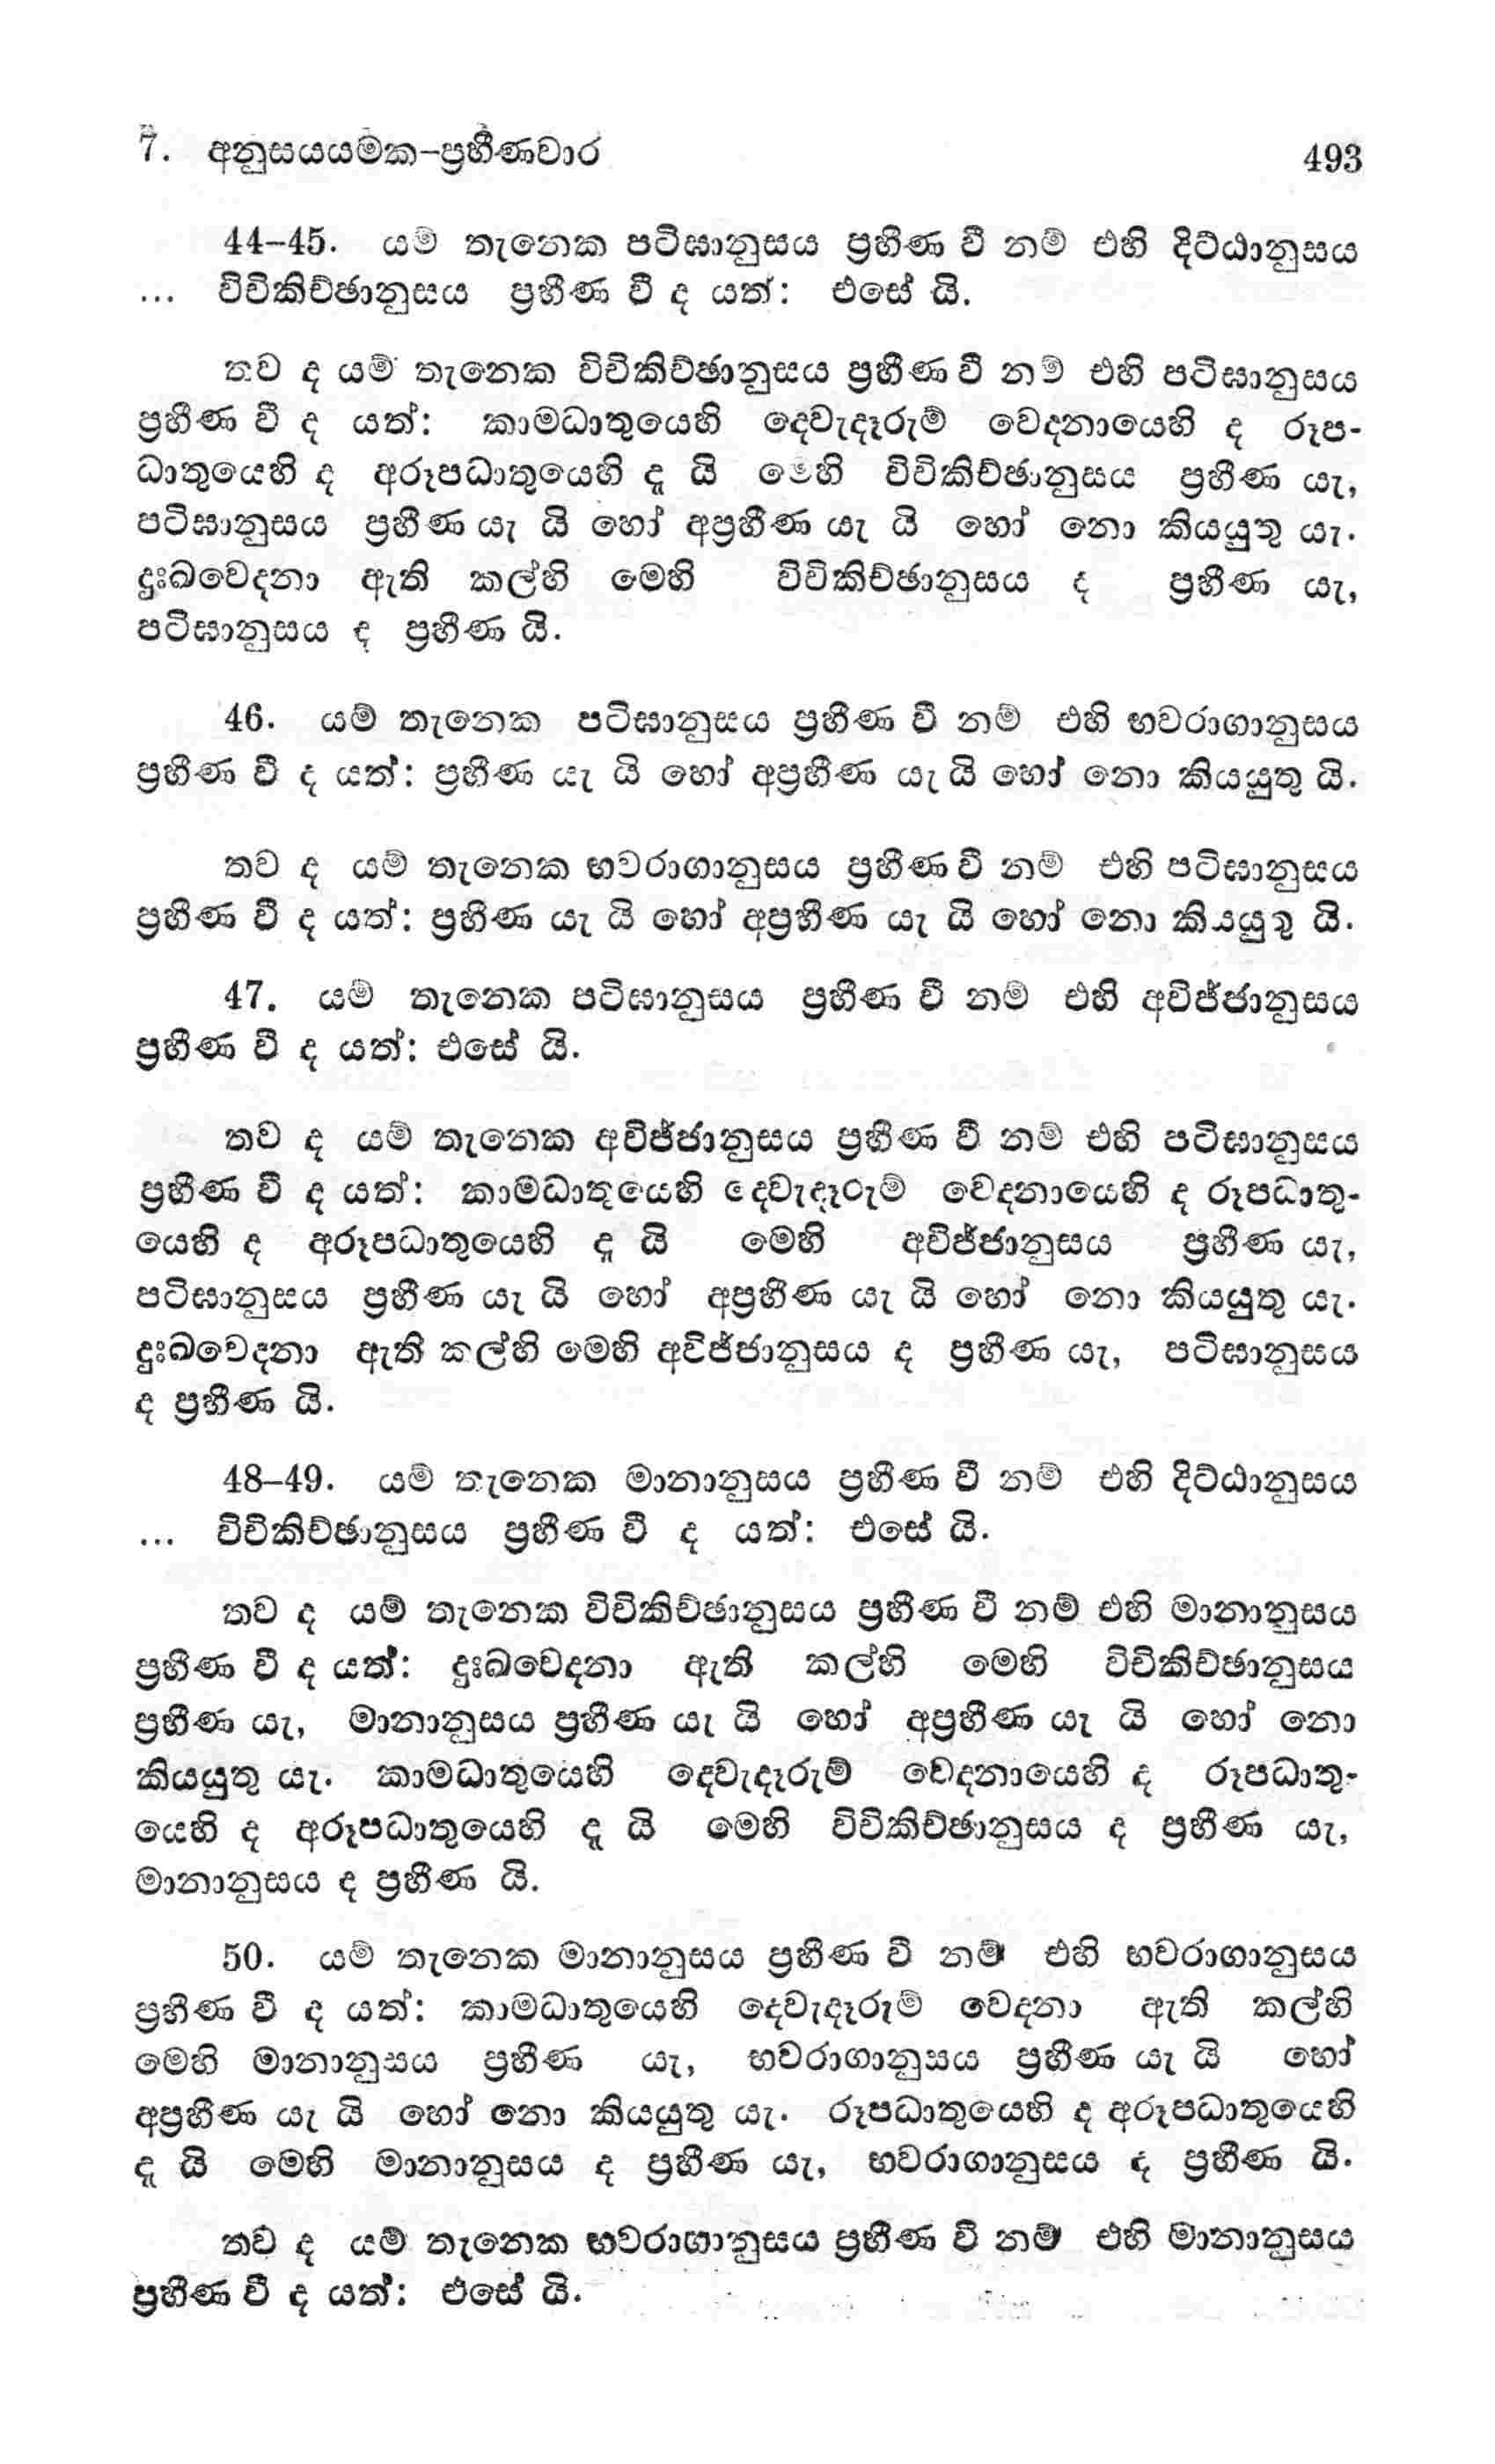 7. අනුසයයමක-ප්‍රහීණවාර 493
44-45. යම් තැනෙක පටිඝානුසය ප්‍රහීණ වී නම් එහි දිට්ඨානුසය
... විචිකිච්ඡානුසය ප්‍රහීණ වී ද යත්: එසේ යි.
තව ද යම් තැනෙක විචිකිච්ඡානුසය ප්‍රහීණ වී නම් එහි පටිඝානුසය
ප්‍රහීණ වී ද යත්: කාමධාතුයෙහි දෙවැදෑරුම් වෙදනායෙහි ද රූප-
ධාතුයෙහි ද අරූපධාතුයෙහි දැ යි මෙහි විචිකිච්ඡානුසය ප්‍රහීණ යැ,
පටිඝානුසය ප්‍රහීණ යැ යි හෝ අප්‍රහීණ යැ යි හෝ නො කියයුතු යැ.
දුඃඛවෙදනා ඇති කල්හි මෙහි විචිකිච්ඡානුසය ද ප්‍රහීණ යැ,
පටිඝානුසය ද ප්‍රහීණ යි.
46. යම් තැනෙක පටිඝානුසය ප්‍රහීණ වී නම් එහි භවරාගානුසය
ප්‍රහීණ වී ද යත්: ප්‍රහීණ යැ යි හෝ අප්‍රහීණ යැ යි හෝ නො කියයුතු යි.
තව ද යම් තැනෙක භවරාගානුසය ප්‍රහීණ වී නම් එහි පටිඝානුසය
ප්‍රහීණ වී ද යත්: ප්‍රහීණ යැ යි හෝ අප්‍රහීණ යැ යි හෝ නො කියයුතු යි.
47. යම් තැනෙක පටිඝානුසය ප්‍රහීණ වී නම් එහි අවිජ්ජානුසය
ප්‍රහීණ වී ද යත්: එසේ යි.
තව ද යම් තැනෙක අවිජ්ජානුසය ප්‍රහීණ වී නම් එහි පටිඝානුසය
ප්‍රහීණ වී ද යත්: කාමධාතුයෙහි දෙවැදෑරුම් වෙදනායෙහි ද රූපධාතු-
යෙහි ද අරූපධාතුයෙහි දැ යි මෙහි අවිජ්ජානුසය ප්‍රහීණ යැ,
පටිඝානුසය ප්‍රහීණ යැ යි හෝ අප්‍රහීණ යැ යි හෝ නො කියයුතු යැ.
දුඃඛවෙදනා ඇති කල්හි මෙහි අවිජ්ජානුසය ද ප්‍රහීණ යැ, පටිඝානුසය
ද ප්‍රහීණ යි.
48-49. යම් තැනෙක මානානුසය ප්‍රහීණ වී නම් එහි දිට්ඨානුසය
... විචිකිච්ඡානුසය ප්‍රහීණ වී ද යත්: එසේ යි.
තව ද යම් තැනෙක විචිකිච්ඡානුසය ප්‍රහීණ වී නම් එහි මානානුසය
ප්‍රහීණ වී ද යත්: දුඃඛවෙදනා ඇති කල්හි මෙහි විචිකිච්ඡානුසය
ප්‍රහීණ යැ, මානානුසය ප්‍රහීණ යැ යි හෝ අප්‍රහීණ යැ යි හෝ නො
කියයුතු යැ. කාමධාතුයෙහි දෙවැදෑරුම් වෙදනායෙහි ද රූපධාතු-
යෙහි ද අරූපධාතුයෙහි දැ යි මෙහි විචිකිච්ඡානුසය ද ප්‍රහීණ යැ,
මානානුසය ද ප්‍රහීණ යි.
50. යම් තැනෙක මානානුසය ප්‍රහීණ වී නම් එහි භවරාගානුසය
ප්‍රහීණ වී ද යත්: කාමධාතුයෙහි දෙවැදෑරුම් වෙදනා ඇති කල්හි
මෙහි මානානුසය ප්‍රහීණ යැ, භවරාගානුසය ප්‍රහීණ යැ යි හෝ
අප්‍රහීණ යැ යි හෝ නො කියයුතු යැ. රූපධාතුයෙහි ද අරූපධාතුයෙහි
දැ යි මෙහි මානානුසය ද ප්‍රහීණ යැ, භවරාගානුසය ද ප්‍රහීණ යි.
තව ද යම් තැනෙක භවරාගානුසය ප්‍රහීණ වී නම් එහි මානානුසය
ප්‍රහීණ වී ද යත්: එසේ යි.